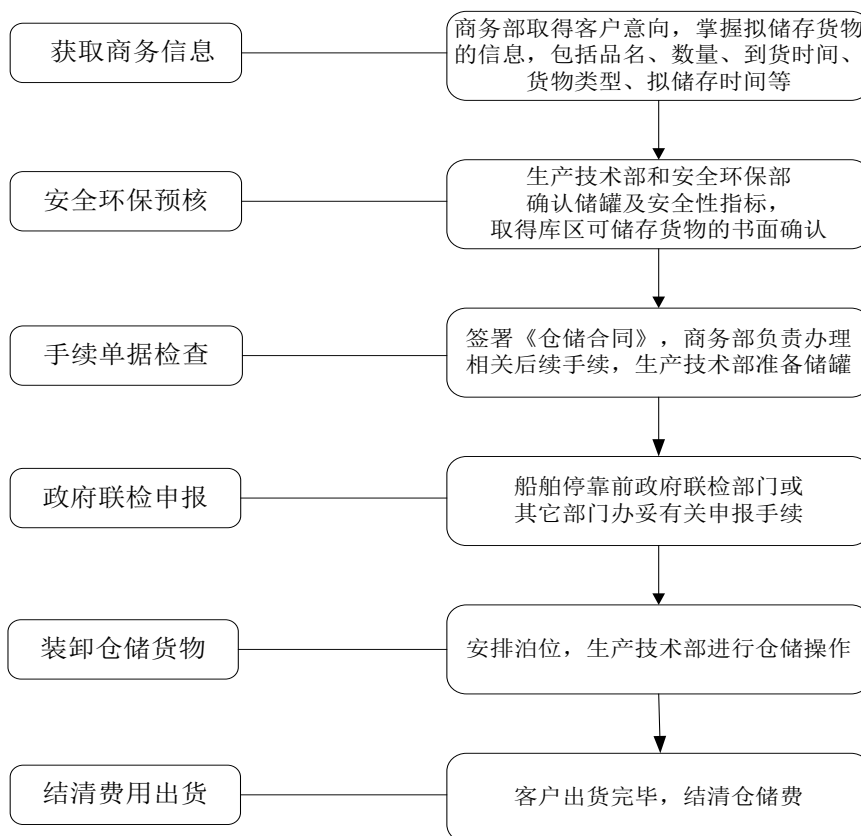 获取商务信息
商务部取得客户意向，掌握拟储存货物
的信息，包括品名、数量、到货时间、
货物类型、拟储存时间等
安全环保预核
生产技术部和安全环保部
确认储罐及安全性指标，
取得库区可储存货物的书面确认
手续单据检查
签署《仓储合同》，商务部负责办理
相关后续手续，生产技术部准备储罐
政府联检申报
船舶停靠前政府联检部门或
其它部门办妥有关申报手续
装卸仓储货物
安排泊位，生产技术部进行仓储操作
结清费用出货
客户出货完毕，结清仓储费